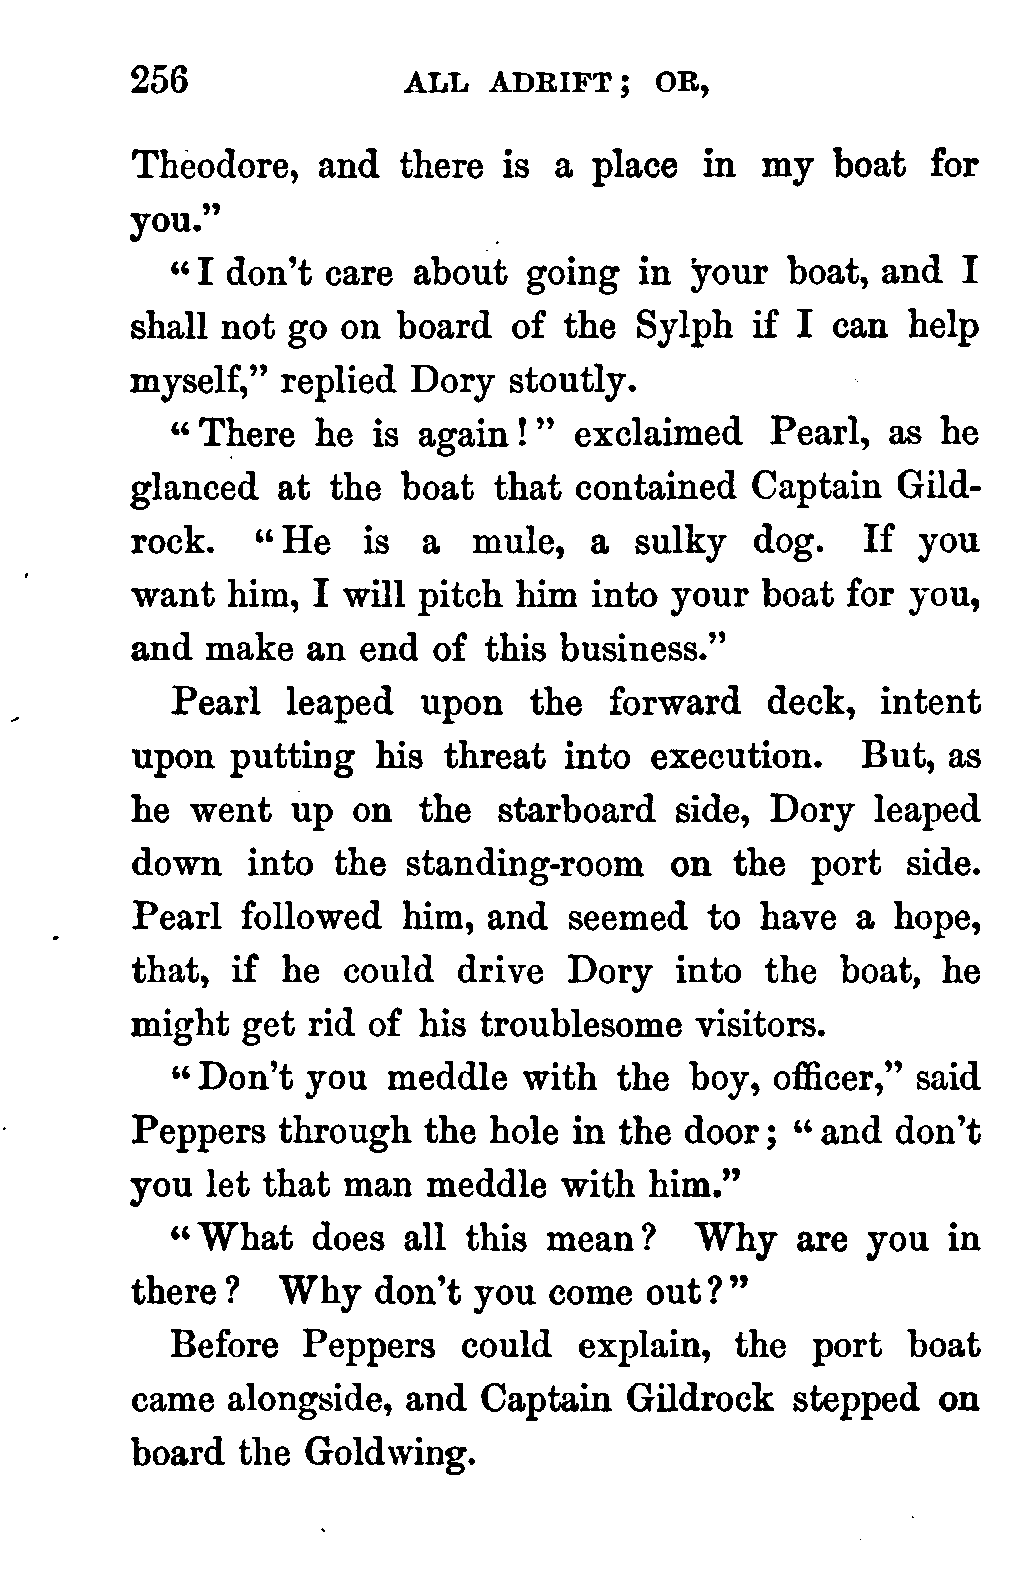 256 ALL ADRIFT; OR,
Theodore, and there is a place in my boat for
you."
"I don't care about going in your boat, and I
shall not go on board of the Sylph if I can help
myself," replied Dory stoutly.
"There he is again!" exclaimed Pearl, as he
glanced at the boat that contained Captain Gild-
rock. "He is a mule, a sulky dog. If you
want him, I will pitch him into your boat for you,
and make an end of this business."
Pearl leaped upon the forward deck, intent
upon putting his threat into execution. But, as
he went up on the starboard side, Dory leaped
down into the standing-room on the port side.
Pearl followed him, and seemed to have a hope,
that, if he could drive Dory into the boat, he
might get rid of his troublesome visitors.
"Don't you meddle with the boy, officer," said
Peppers through the hole in the door; "and don't
you let that man meddle with him."
"What does all this mean? Why are you in
there? Why don't you come out?"
Before Peppers could explain, the port boat
came alongside, and Captain Gildrock stepped on
board the Goldwing.